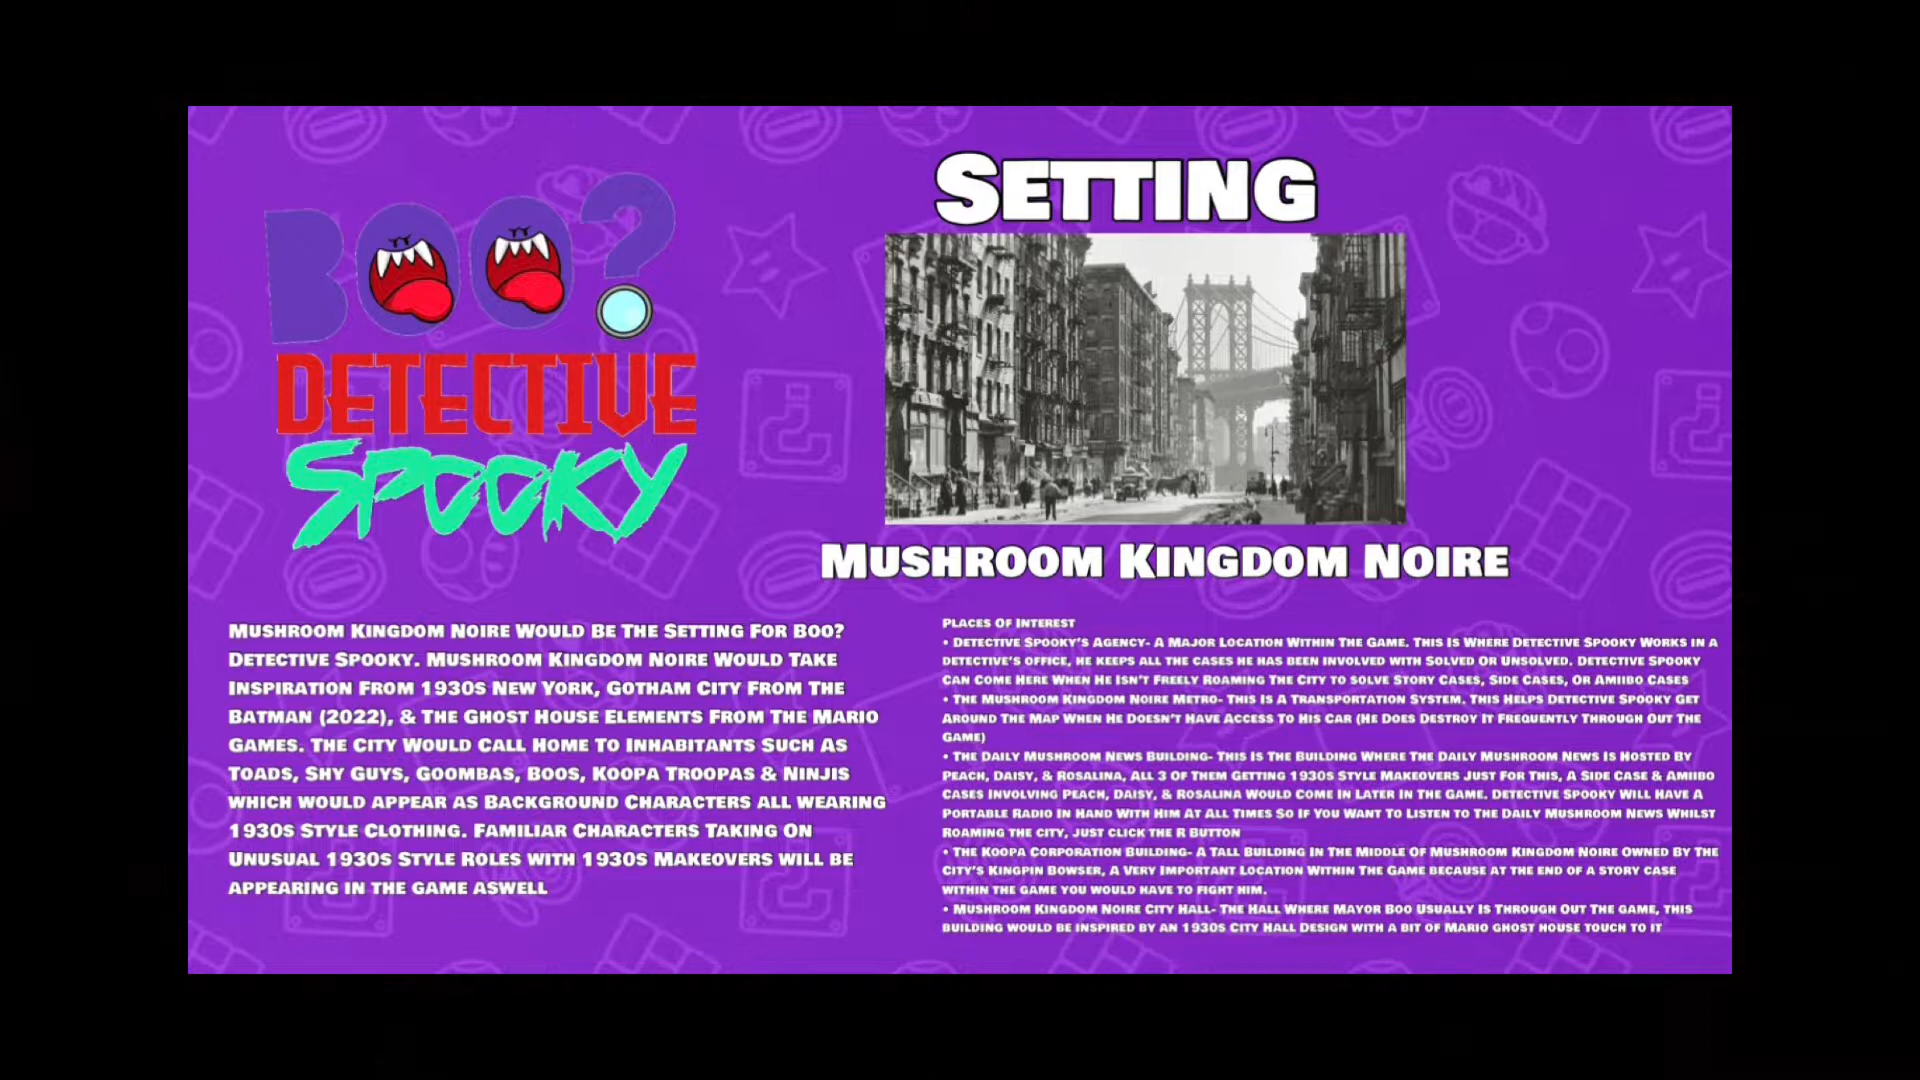 BOO?
DETECTIVE
SPOOKY
SETTING
MUSHROOM KINGDOM NOIRE
MUSHROOM KINGDOM NOIRE WOULD BE THE SETTING FOR BOO?
DETECTIVE SPOOKY. MUSHROOM KINGDOM NOIRE WOULD TAKE
INSPIRATION FROM 1930S NEW YORK, GOTHAM CITY FROM THE
BATMAN (2022), & THE GHOST HOUSE ELEMENTS FROM THE MARIO
GAMES. THE CITY WOULD CALL HOME TO INHABITANTS SUCH AS
TOADS, SHY GUYS, GOOMBAS, BOOS, KOOPA TROOPAS & NINJIS
WHICH WOULD APPEAR AS BACKGROUND CHARACTERS ALL WEARING
1930S STYLE CLOTHING. FAMILIAR CHARACTERS TAKING ON
UNUSUAL 1930S STYLE ROLES WITH 1930S MAKEOVERS WILL BE
APPEARING IN THE GAME ASWELL
PLACES OF INTEREST
• DETECTIVE SPOOKY'S AGENCY- A MAJOR LOCATION WITHIN THE GAME. THIS IS WHERE DETECTIVE SPOOKY WORKS IN A
DETECTIVE'S OFFICE, HE KEEPS ALL THE CASES HE HAS BEEN INVOLVED WITH SOLVED OR UNSOLVED. DETECTIVE SPOOKY
CAN COME HERE WHEN HE ISN'T FREELY ROAMING THE CITY TO SOLVE STORY CASES, SIDE CASES, OR AMIIBO CASES
• THE MUSHROOM KINGDOM NOIRE METRO- THIS IS A TRANSPORTATION SYSTEM. THIS HELPS DETECTIVE SPOOKY GET
AROUND THE MAP WHEN HE DOESN'T HAVE ACCESS TO HIS CAR (HE DOES DESTROY IT FREQUENTLY THROUGH OUT THE
GAME)
• THE DAILY MUSHROOM NEWS BUILDING- THIS IS THE BUILDING WHERE THE DAILY MUSHROOM NEWS IS HOSTED BY
PEACH, DAISY, & ROSALINA, ALL 3 OF THEM GETTING 1930S STYLE MAKEOVERS JUST FOR THIS, A SIDE CASE & AMIIBO
CASES INVOLVING PEACH, DAISY, & ROSALINA WOULD COME IN LATER IN THE GAME. DETECTIVE SPOOKY WILL HAVE A
PORTABLE RADIO IN HAND WITH HIM AT ALL TIMES SO IF YOU WANT TO LISTEN TO THE DAILY MUSHROOM NEWS WHILST
ROAMING THE CITY, JUST CLICK THE R BUTTON
• THE KOOPA CORPORATION BUILDING- A TALL BUILDING IN THE MIDDLE OF MUSHROOM KINGDOM NOIRE OWNED BY THE
CITY'S KINGPIN BOWSER, A VERY IMPORTANT LOCATION WITHIN THE GAME BECAUSE AT THE END OF A STORY CASE
WITHIN THE GAME YOU WOULD HAVE TO FIGHT HIM.
• MUSHROOM KINGDOM NOIRE CITY HALL- THE HALL WHERE MAYOR BOO USUALLY IS THROUGH OUT THE GAME, THIS
BUILDING WOULD BE INSPIRED BY AN 1930S CITY HALL DESIGN WITH A BIT OF MARIO GHOST HOUSE TOUCH TO IT